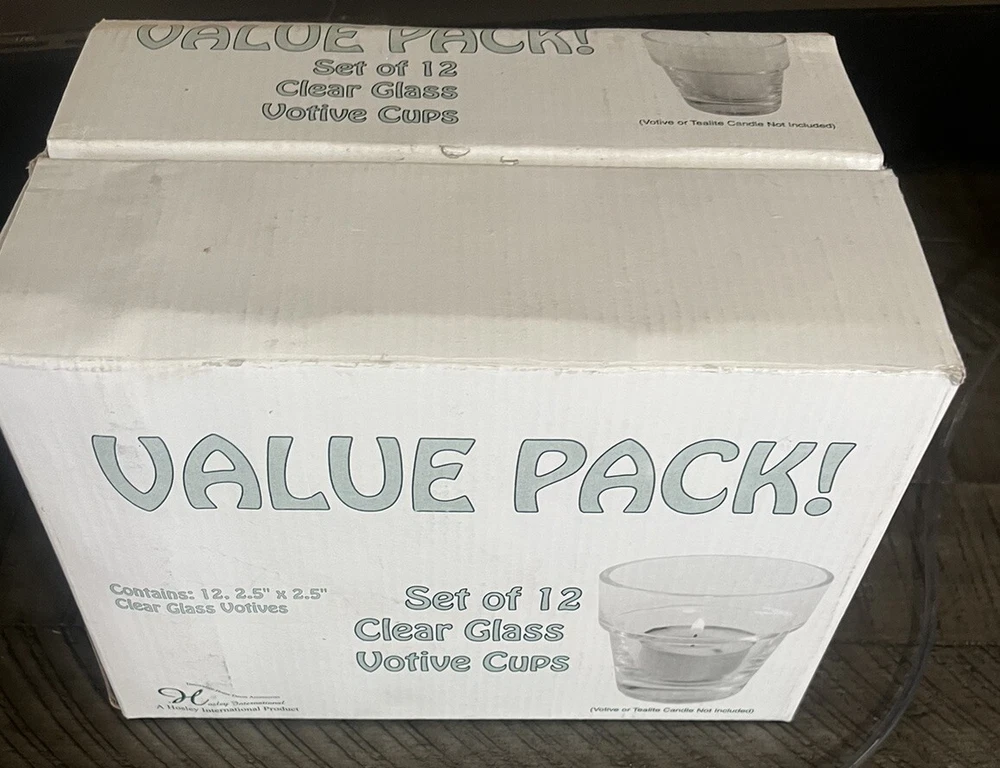 VALUE PACK!
Set of 12
Clear Glass
Votive Cups
(Votive or Tealite Candle Not Included)
VALUE PACK!
Contains: 12, 2.5" x 2.5"
Clear Glass Votives
Set of 12
Clear Glass
Votive Cups
Hosley International
A Hosley International Product
(Votive or Tealite Candle Not Included)